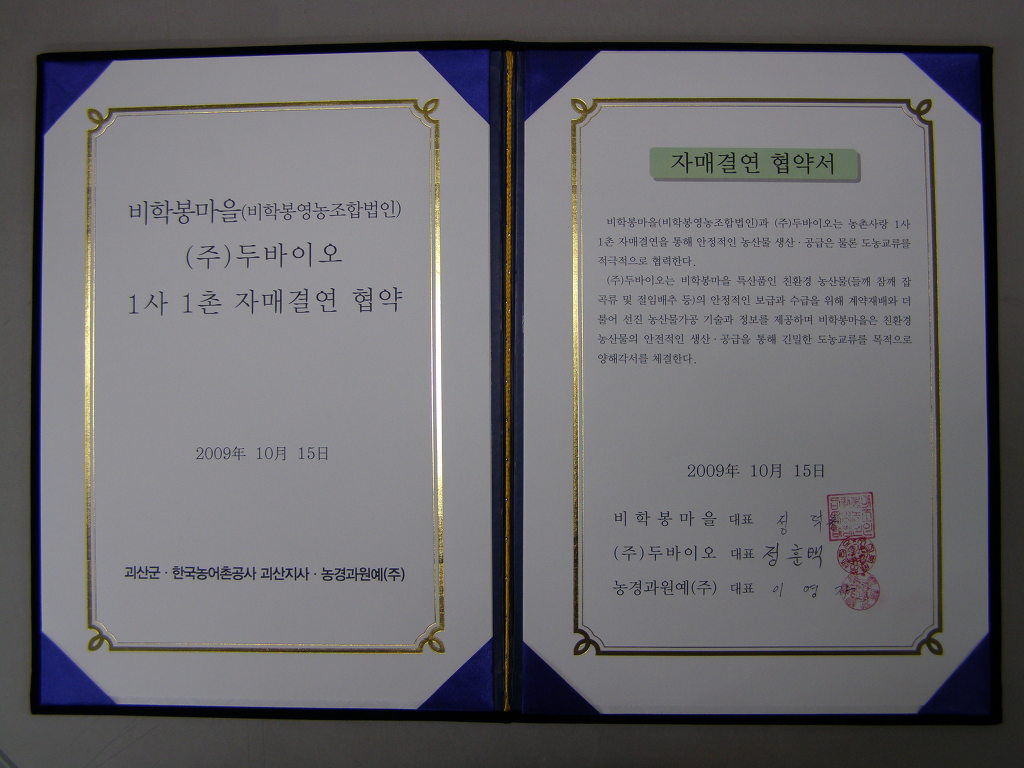 비학봉마을(비학봉영농조합법인)
(주)두바이오
1사 1촌 자매결연 협약
2009年 10月 15日
괴산군 · 한국농어촌공사 괴산지사 · 농경과원예(주)
자매결연 협약서
비학봉마을(비학봉영농조합법인)과 (주)두바이오는 농촌사랑 1사
1촌 자매결연을 통해 안정적인 농산물 생산 · 공급은 물론 도농교류를
적극적으로 협력한다.
(주)두바이오는 비학봉마을 특산품인 친환경 농산물(들깨 참깨 잡
곡류 및 절임배추 등)의 안정적인 보급과 수급을 위해 계약재배와 더
불어 선진 농산물가공 기술과 정보를 제공하며 비학봉마을은 친환경
농산물의 안전적인 생산 · 공급을 통해 긴밀한 도농교류를 목적으로
양해각서를 체결한다.
2009年 10月 15日
비학봉마을 대표 정 덕
(주)두바이오 대표 정훈백
농경과원예(주) 대표 이 영